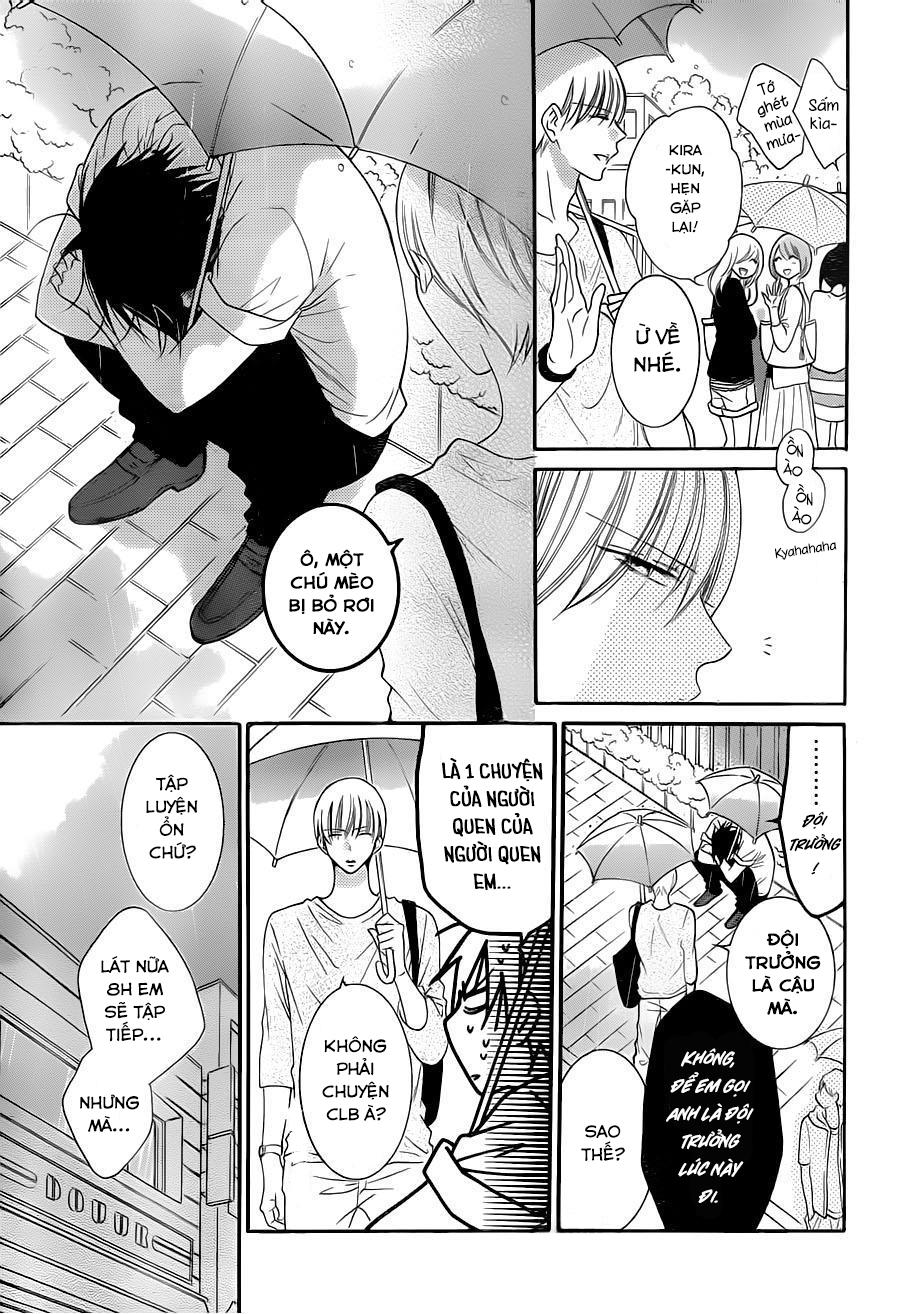 Sấm
kìa-
Tớ
ghét
mùa
mưa-
KIRA
-KUN,
HẸN
GẶP
LẠI!
Ừ VỀ
NHÉ.
ỒN
ÀO
ỒN
ÀO
Kyahahaha
Ô, MỘT
CHÚ MÈO
BỊ BỎ RƠI
NÀY.
........
ĐỘI
TRƯỞNG
!
ĐỘI
TRƯỞNG
LÀ CẬU
MÀ.
KHÔNG,
ĐỂ EM GỌI
ANH LÀ ĐỘI
TRƯỞNG
LÚC NÀY
ĐI.
SAO
THẾ?
LÀ 1 CHUYỆN
CỦA NGƯỜI
QUEN CỦA
NGƯỜI QUEN
EM...
KHÔNG
PHẢI
CHUYỆN
CLB À?
TẬP
LUYỆN
ỔN
CHỨ?
LÁT NỮA
8H EM
SẼ TẬP
TIẾP...
NHƯNG
MÀ...
DODUR